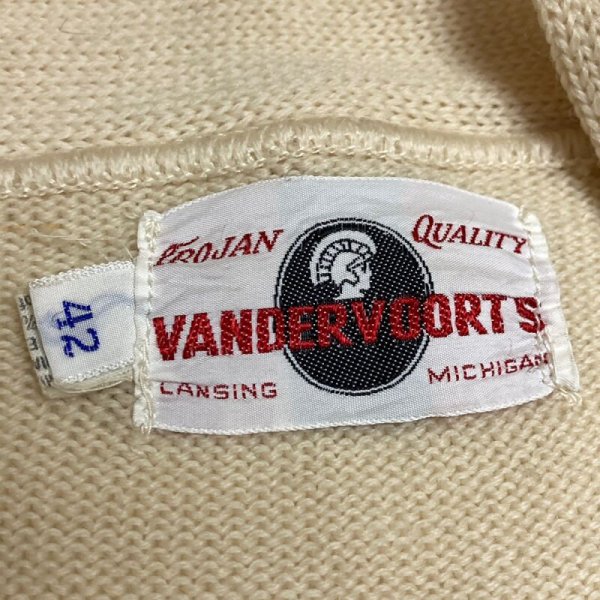 TROJAN QUALITY
VANDERVOORT'S
LANSING MICHIGAN
42